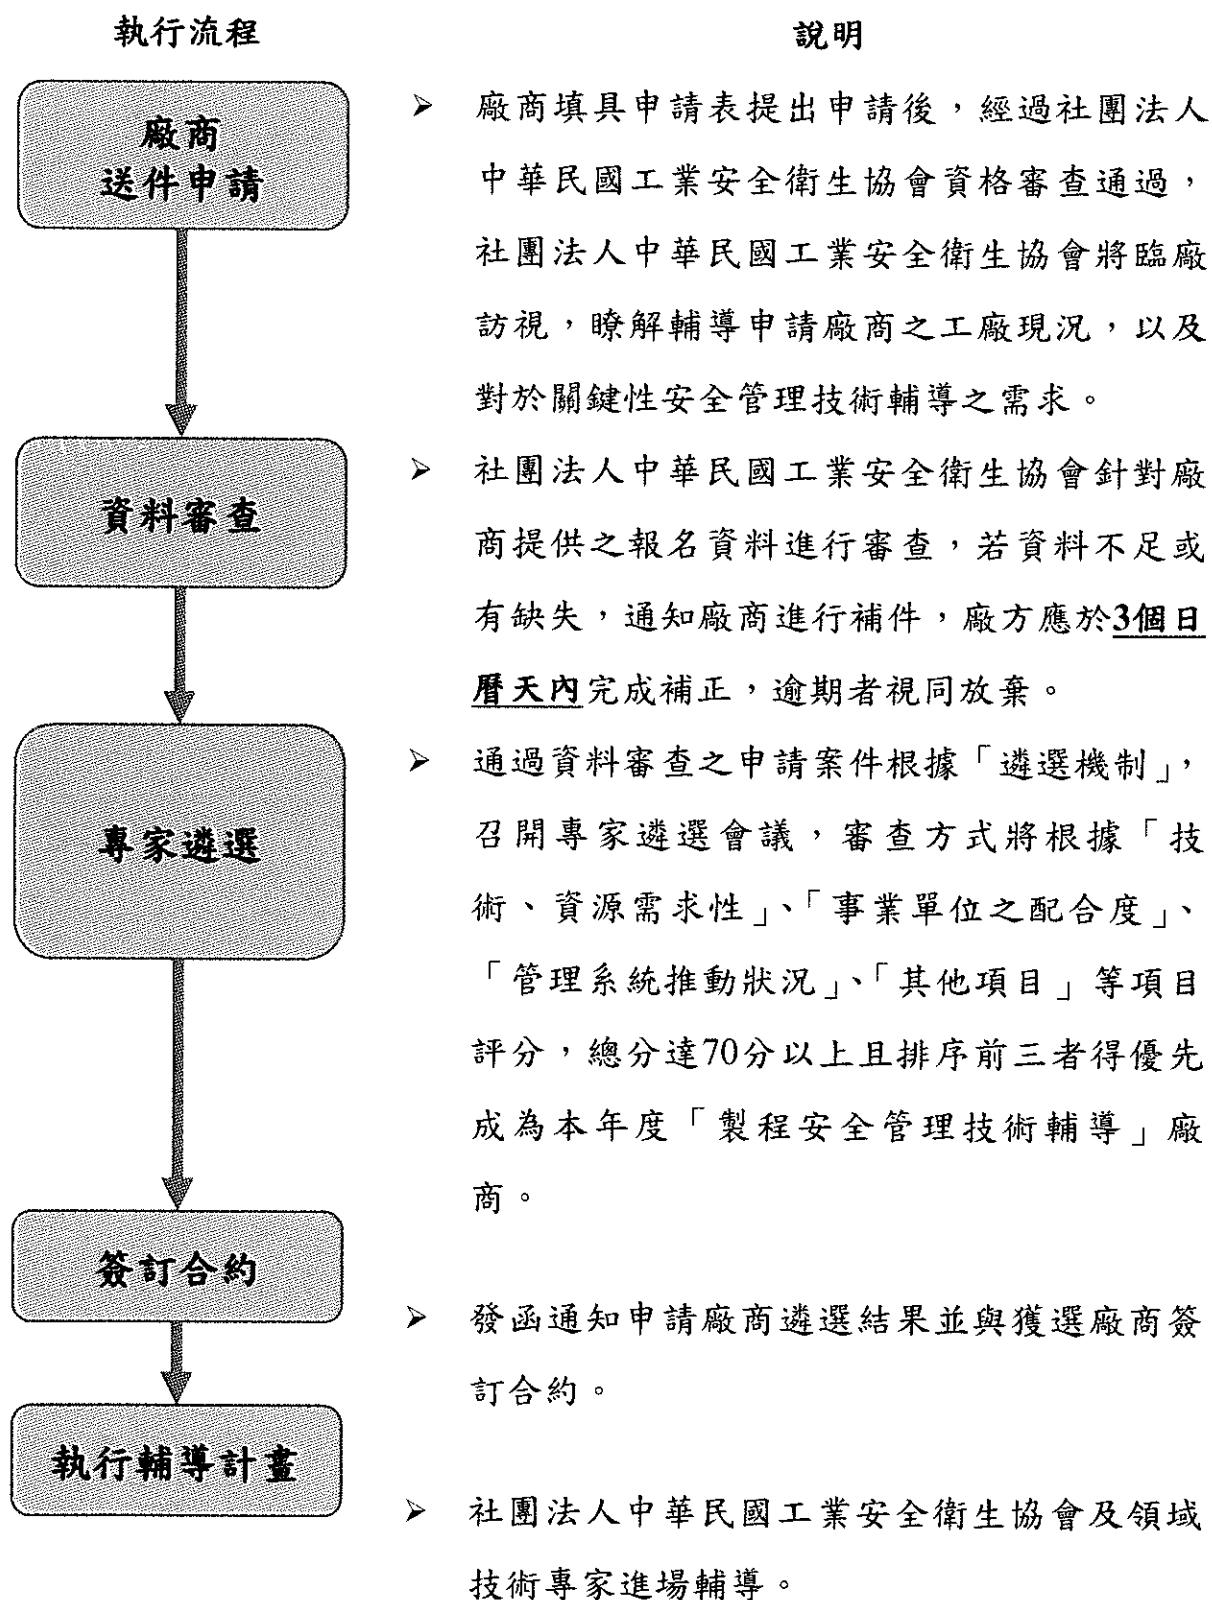 執行流程
說明
廠商
送件申請
➢ 廠商填具申請表提出申請後，經過社團法人
中華民國工業安全衛生協會資格審查通過，
社團法人中華民國工業安全衛生協會將臨廠
訪視，瞭解輔導申請廠商之工廠現況，以及
對於關鍵性安全管理技術輔導之需求。
資料審查
➢ 社團法人中華民國工業安全衛生協會針對廠
商提供之報名資料進行審查，若資料不足或
有缺失，通知廠商進行補件，廠方應於3個日
曆天內完成補正，逾期者視同放棄。
專家遴選
➢ 通過資料審查之申請案件根據「遴選機制」，
召開專家遴選會議，審查方式將根據「技
術、資源需求性」、「事業單位之配合度」、
「管理系統推動狀況」、「其他項目」等項目
評分，總分達70分以上且排序前三者得優先
成為本年度「製程安全管理技術輔導」廠
商。
簽訂合約
➢ 發函通知申請廠商遴選結果並與獲選廠商簽
訂合約。
執行輔導計畫
➢ 社團法人中華民國工業安全衛生協會及領域
技術專家進場輔導。